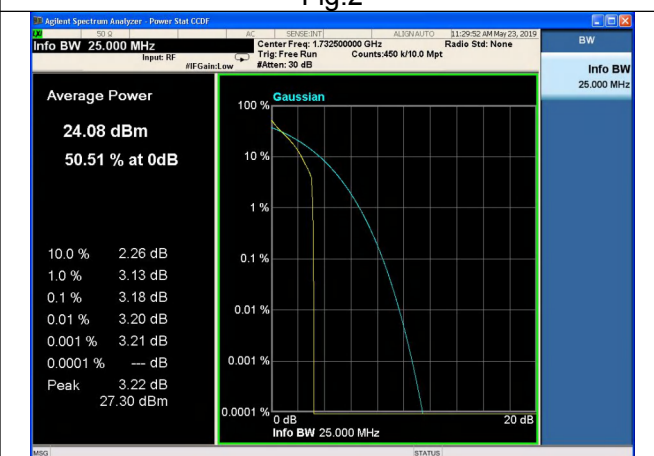 Fig.2
Agilent Spectrum Analyzer - Power Stat CCDF
50 Ω AC SENSE:INT ALIGN AUTO 11:29:52 AM May 23, 2019
Info BW 25.000 MHz
Center Freq: 1.732500000 GHz Radio Std: None
Input: RF Trig: Free Run Counts:450 k/10.0 Mpt
#IFGain:Low #Atten: 30 dB
BW
Info BW
25.000 MHz
Average Power
24.08 dBm
50.51 % at 0dB
10.0 % 2.26 dB
1.0 % 3.13 dB
0.1 % 3.18 dB
0.01 % 3.20 dB
0.001 % 3.21 dB
0.0001 % --- dB
Peak 3.22 dB
27.30 dBm
Gaussian
100 %
10 %
1 %
0.1 %
0.01 %
0.001 %
0.0001 %
0 dB 20 dB
Info BW 25.000 MHz
MSG STATUS